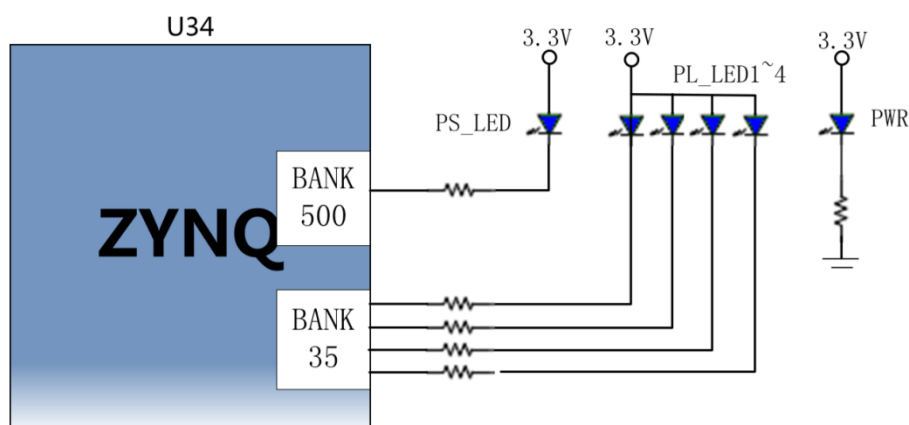 U34
3.3V
3.3V
3.3V
PL_LED1~4
PS_LED
PWR
BANK
500
ZYNQ
BANK
35